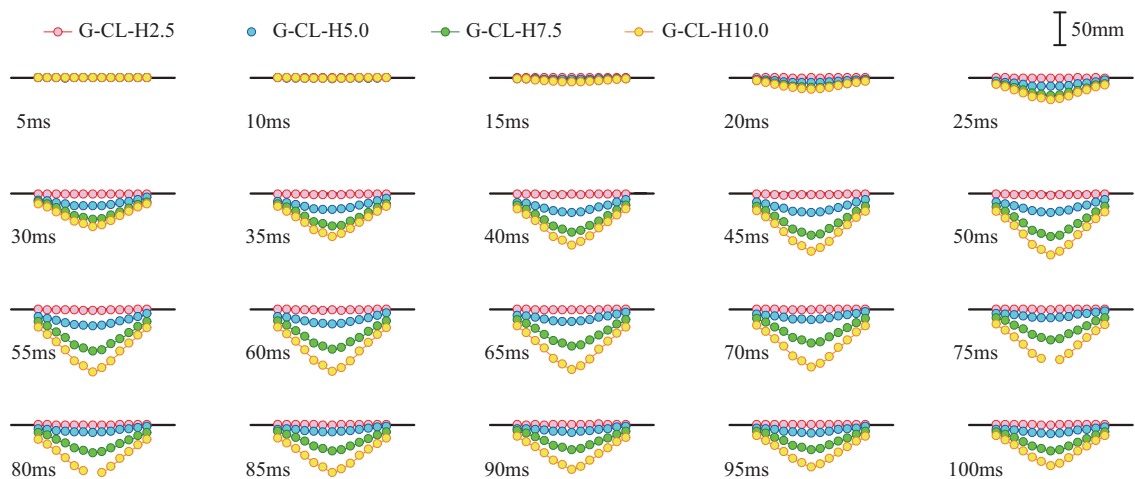 G-CL-H2.5 G-CL-H5.0 G-CL-H7.5 G-CL-H10.0 50mm
5ms 10ms 15ms 20ms 25ms
30ms 35ms 40ms 45ms 50ms
55ms 60ms 65ms 70ms 75ms
80ms 85ms 90ms 95ms 100ms